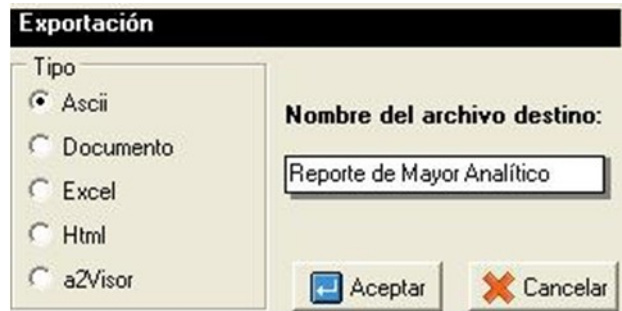 Exportación
Tipo
Ascii
Documento
Excel
Html
a2Visor
Nombre del archivo destino:
Reporte de Mayor Analítico
Aceptar
Cancelar